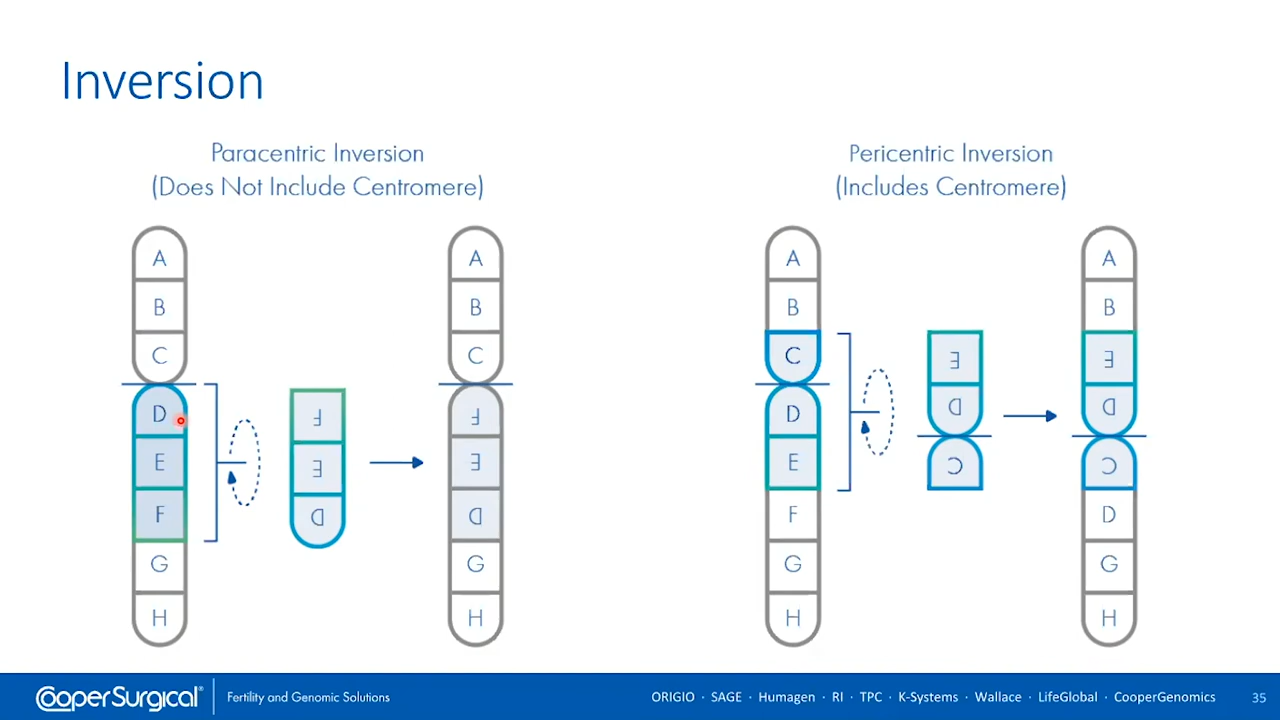 Inversion
Paracentric Inversion
(Does Not Include Centromere)
A
B
C
D
E
F
G
H
F
E
D
A
B
C
F
E
D
G
H
Pericentric Inversion
(Includes Centromere)
A
B
C
D
E
F
G
H
E
D
C
A
B
E
D
C
D
G
H
CooperSurgical®
Fertility and Genomic Solutions
ORIGIO · SAGE · Humagen · RI · TPC · K-Systems · Wallace · LifeGlobal · CooperGenomics
35